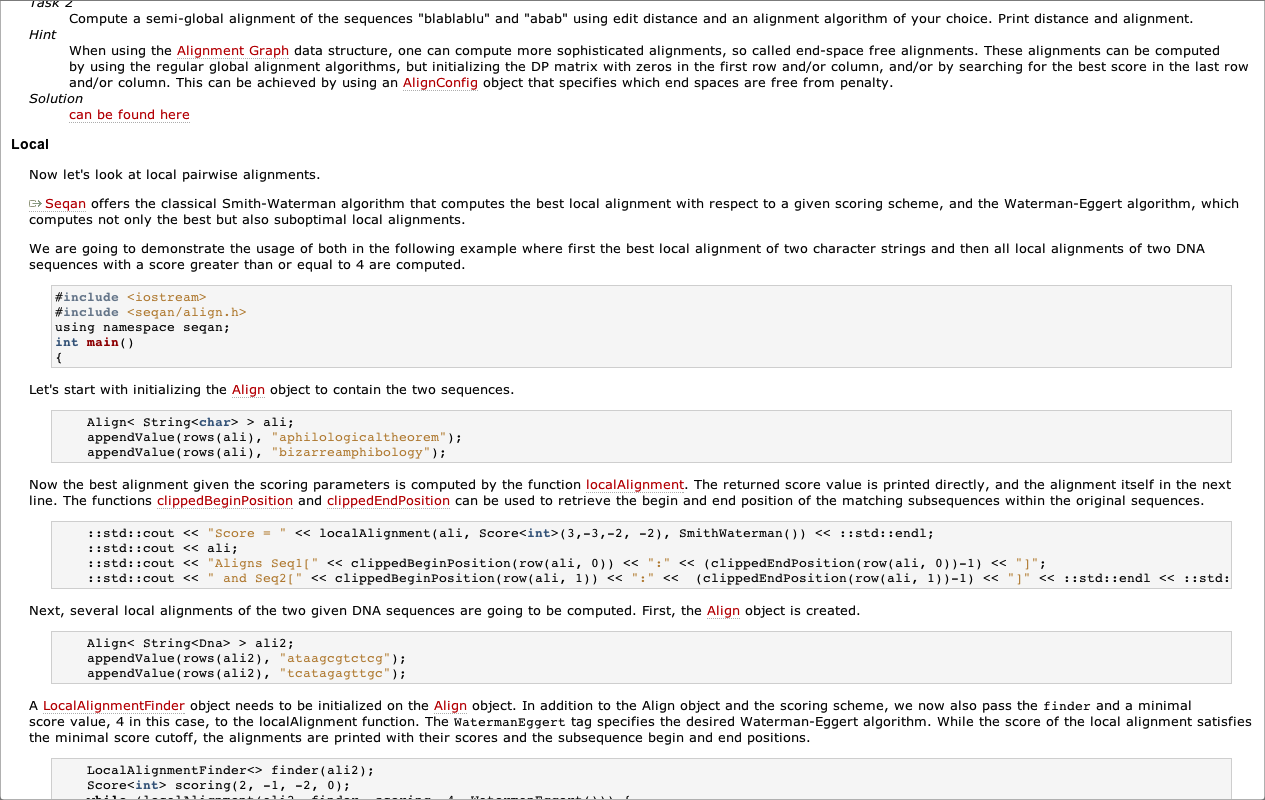 Task 2
Compute a semi-global alignment of the sequences "blablablu" and "abab" using edit distance and an alignment algorithm of your choice. Print distance and alignment.
Hint
When using the Alignment Graph data structure, one can compute more sophisticated alignments, so called end-space free alignments. These alignments can be computed
by using the regular global alignment algorithms, but initializing the DP matrix with zeros in the first row and/or column, and/or by searching for the best score in the last row
and/or column. This can be achieved by using an AlignConfig object that specifies which end spaces are free from penalty.
Solution
can be found here
Local
Now let's look at local pairwise alignments.
Seqan offers the classical Smith-Waterman algorithm that computes the best local alignment with respect to a given scoring scheme, and the Waterman-Eggert algorithm, which
computes not only the best but also suboptimal local alignments.
We are going to demonstrate the usage of both in the following example where first the best local alignment of two character strings and then all local alignments of two DNA
sequences with a score greater than or equal to 4 are computed.
#include <iostream>
#include <seqan/align.h>
using namespace seqan;
int main()
{
Let's start with initializing the Align object to contain the two sequences.
Align< String<char> > ali;
appendValue(rows(ali), "aphilologicaltheorem");
appendValue(rows(ali), "bizarreamphibology");
Now the best alignment given the scoring parameters is computed by the function localAlignment. The returned score value is printed directly, and the alignment itself in the next
line. The functions clippedBeginPosition and clippedEndPosition can be used to retrieve the begin and end position of the matching subsequences within the original sequences.
::std::cout << "Score = " << localAlignment(ali, Score<int>(3,-3,-2, -2), SmithWaterman()) << ::std::endl;
::std::cout << ali;
::std::cout << "Aligns Seq1[" << clippedBeginPosition(row(ali, 0)) << ":" << (clippedEndPosition(row(ali, 0))-1) << "]";
::std::cout << " and Seq2[" << clippedBeginPosition(row(ali, 1)) << ":" <<  (clippedEndPosition(row(ali, 1))-1) << "]" << ::std::endl << ::std:
Next, several local alignments of the two given DNA sequences are going to be computed. First, the Align object is created.
Align< String<Dna> > ali2;
appendValue(rows(ali2), "ataagcgtctcg");
appendValue(rows(ali2), "tcatagagttgc");
A LocalAlignmentFinder object needs to be initialized on the Align object. In addition to the Align object and the scoring scheme, we now also pass the finder and a minimal
score value, 4 in this case, to the localAlignment function. The WatermanEggert tag specifies the desired Waterman-Eggert algorithm. While the score of the local alignment satisfies
the minimal score cutoff, the alignments are printed with their scores and the subsequence begin and end positions.
LocalAlignmentFinder<> finder(ali2);
Score<int> scoring(2, -1, -2, 0);
while (localAlignment(ali2, finder, scoring, 4, WatermanEggert())) {